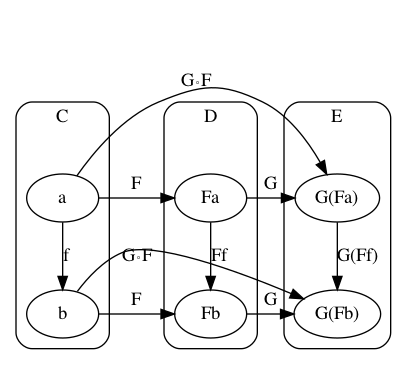 G∘F
C D E
F G
a Fa G(Fa)
f Ff G(Ff)
G∘F
F G
b Fb G(Fb)